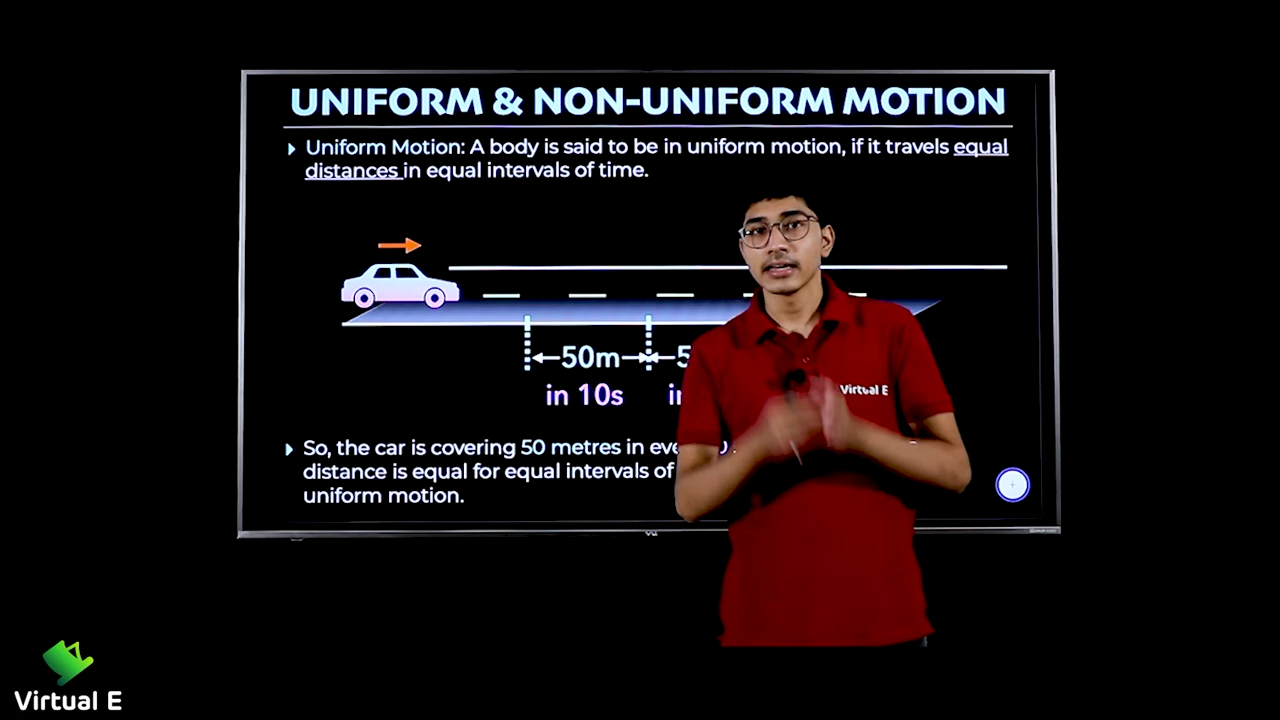 UNIFORM & NON-UNIFORM MOTION
Uniform Motion: A body is said to be in uniform motion, if it travels equal
distances in equal intervals of time.
50m
5
in 10s
in
So, the car is covering 50 metres in
distance is equal for equal intervals of
uniform motion.
Virtual E
Virtual E